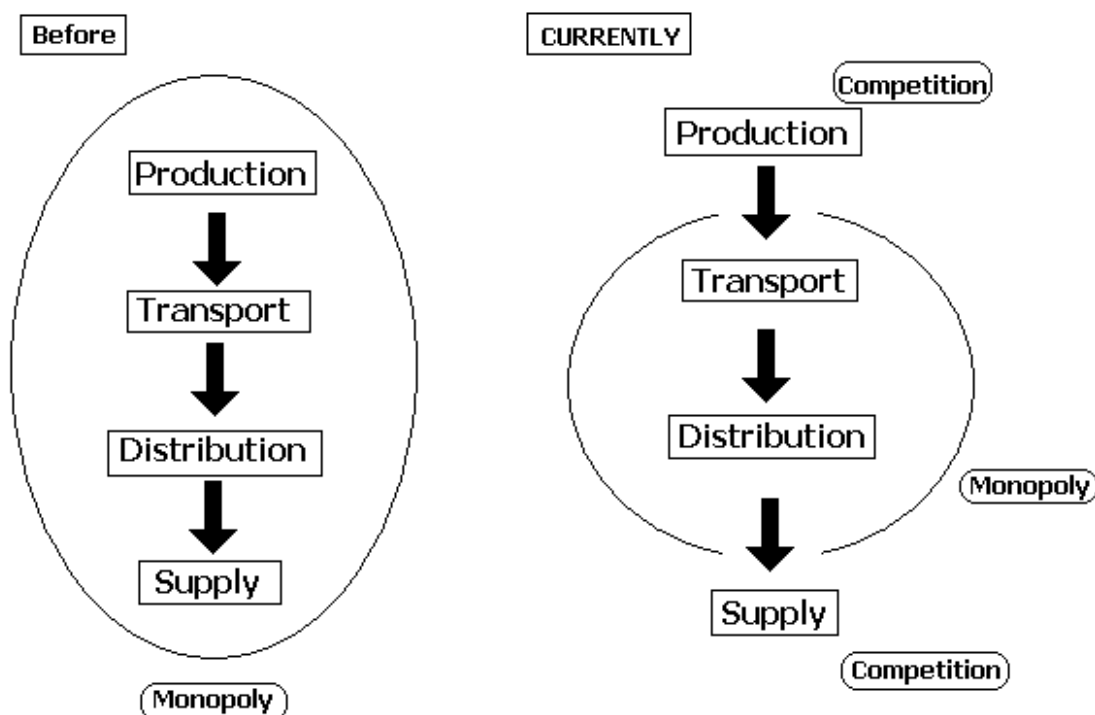 Before
Production
Transport
Distribution
Supply
Monopoly
CURRENTLY
Competition
Production
Transport
Distribution
Monopoly
Supply
Competition